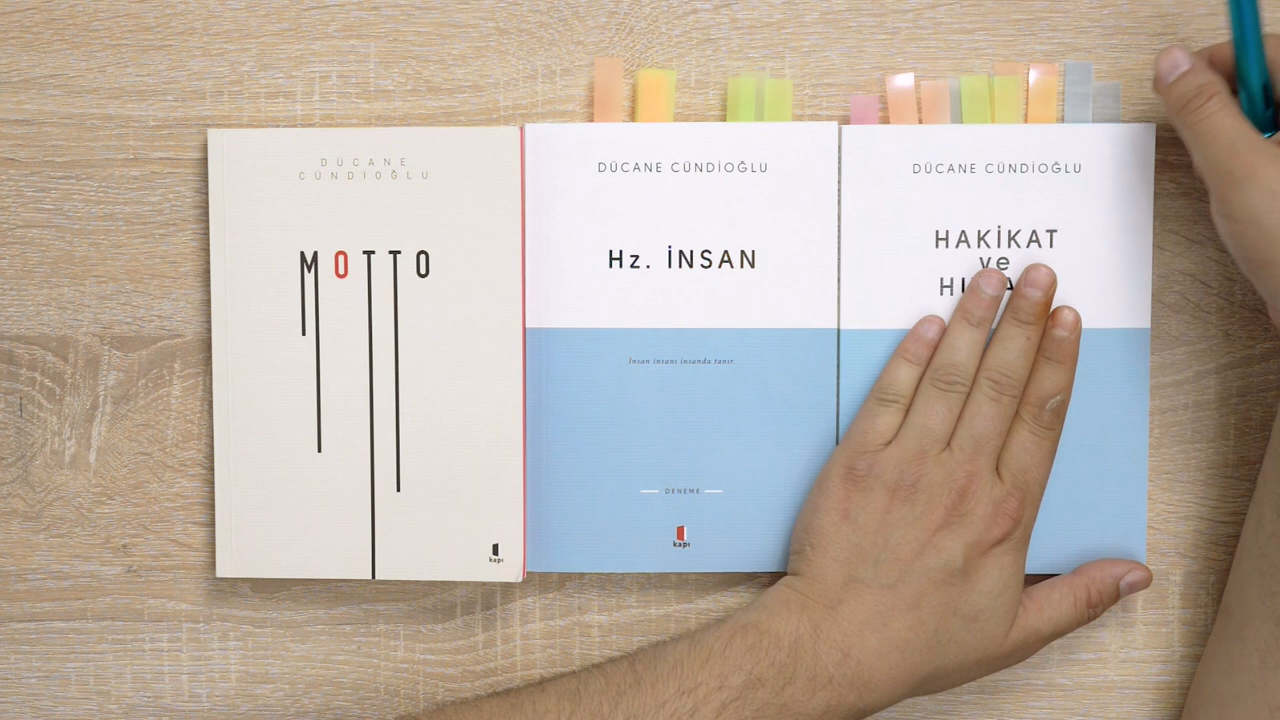 DÜCANE
CÜNDİOĞLU
MOTTO
kapı
DÜCANE CÜNDİOĞLU
Hz. İNSAN
İnsan insanı insanda tanır.
DENEME
kapı
DÜCANE CÜNDİOĞLU
HAKİKAT
ve